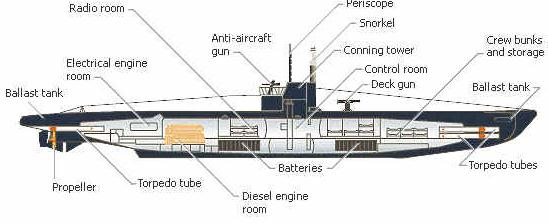 Periscope
Radio room
Snorkel
Anti-aircraft
gun
Conning tower
Crew bunks
and storage
Electrical engine
room
Control room
Deck gun
Ballast tank
Ballast tank
Batteries
Torpedo tubes
Propeller
Torpedo tube
Diesel engine
room